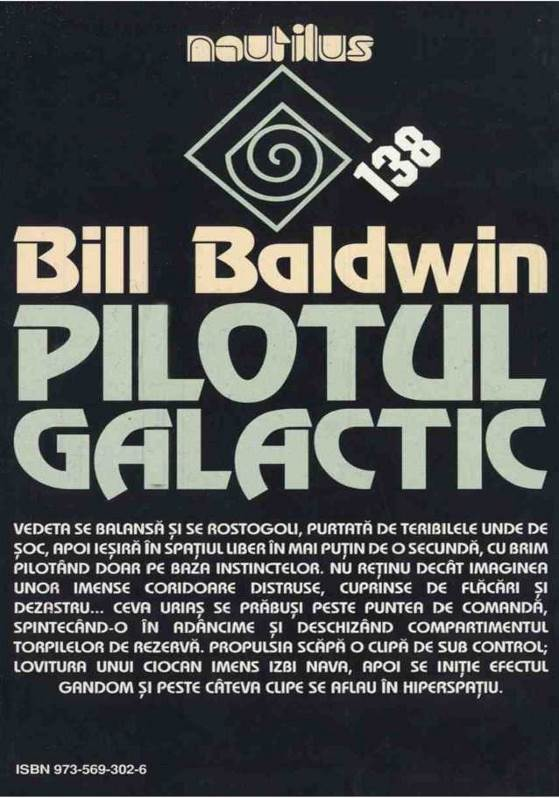 nautilus
138
Bill Baldwin
PILOTUL
GALACTIC
VEDETA SE BALANSĂ ȘI SE ROSTOGOLI, PURTATĂ DE TERIBILELE UNDE DE
ȘOC, APOI IEȘIRĂ ÎN SPAȚIUL LIBER ÎN MAI PUȚIN DE O SECUNDĂ, CU BRIM
PILOTÂND DOAR PE BAZA INSTINCTELOR. NU REȚINU DECÂT IMAGINEA
UNOR IMENSE CORIDOARE DISTRUSE, CUPRINSE DE FLĂCĂRI ȘI
DEZASTRU... CEVA URIAȘ SE PRĂBUȘI PESTE PUNTEA DE COMANDĂ,
SPINTECÂND-O ÎN ADÂNCIME ȘI DESCHIZÂND COMPARTIMENTUL
TORPILELOR DE REZERVĂ. PROPULSIA SCĂPĂ O CLIPĂ DE SUB CONTROL;
LOVITURA UNUI CIOCAN IMENS IZBI NAVA, APOI SE INIȚIE EFECTUL
GANDOM ȘI PESTE CÂTEVA CLIPE SE AFLAU ÎN HIPERSPAȚIU.
ISBN 973-569-302-6